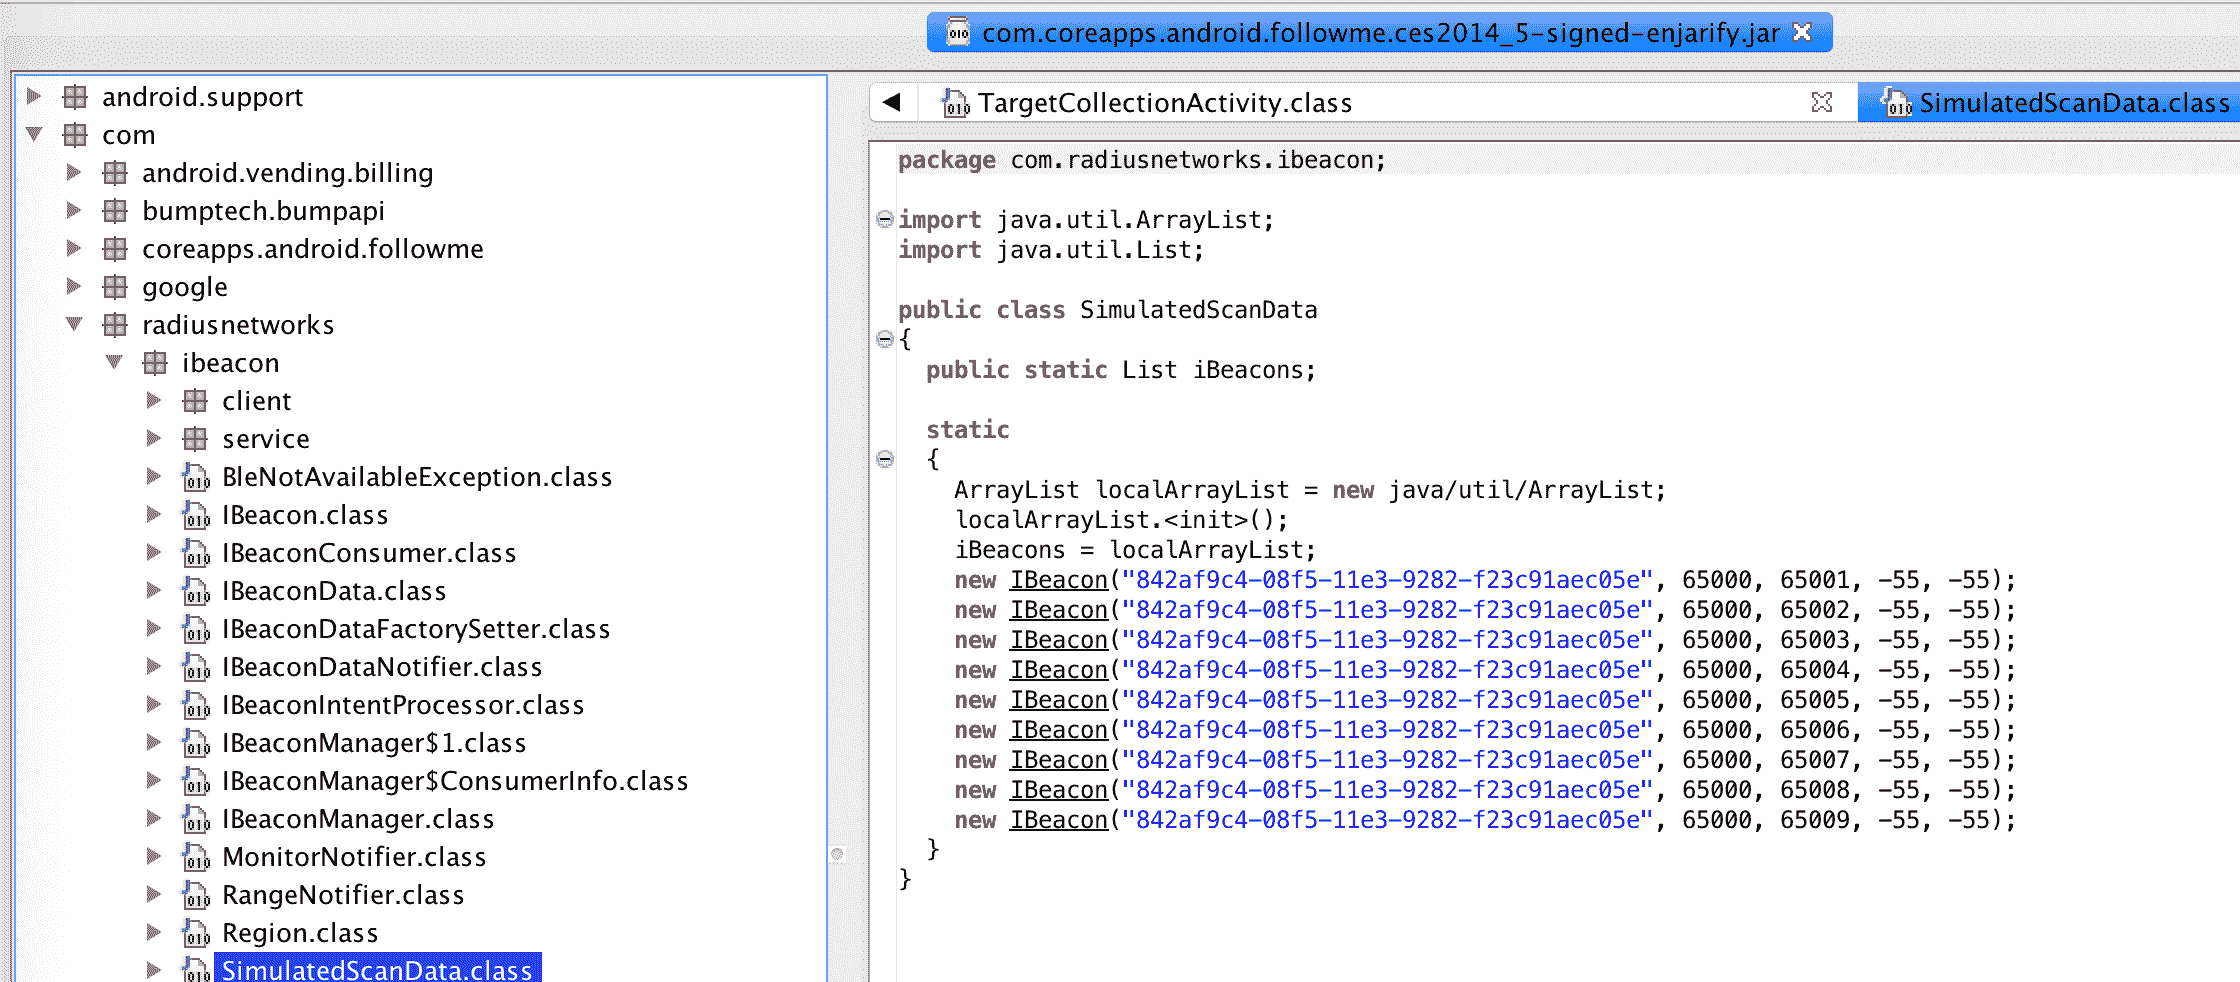 com.coreapps.android.followme.ces2014_5-signed-enjarify.jar
android.support
com
android.vending.billing
bumptech.bumpapi
coreapps.android.followme
google
radiusnetworks
ibeacon
client
service
BleNotAvailableException.class
IBeacon.class
IBeaconConsumer.class
IBeaconData.class
IBeaconDataFactorySetter.class
IBeaconDataNotifier.class
IBeaconIntentProcessor.class
IBeaconManager$1.class
IBeaconManager$ConsumerInfo.class
IBeaconManager.class
MonitorNotifier.class
RangeNotifier.class
Region.class
SimulatedScanData.class
TargetCollectionActivity.class
SimulatedScanData.class
package com.radiusnetworks.ibeacon;
import java.util.ArrayList;
import java.util.List;
public class SimulatedScanData
{
public static List iBeacons;
static
{
ArrayList localArrayList = new java/util/ArrayList;
localArrayList.<init>();
iBeacons = localArrayList;
new IBeacon("842af9c4-08f5-11e3-9282-f23c91aec05e", 65000, 65001, -55, -55);
new IBeacon("842af9c4-08f5-11e3-9282-f23c91aec05e", 65000, 65002, -55, -55);
new IBeacon("842af9c4-08f5-11e3-9282-f23c91aec05e", 65000, 65003, -55, -55);
new IBeacon("842af9c4-08f5-11e3-9282-f23c91aec05e", 65000, 65004, -55, -55);
new IBeacon("842af9c4-08f5-11e3-9282-f23c91aec05e", 65000, 65005, -55, -55);
new IBeacon("842af9c4-08f5-11e3-9282-f23c91aec05e", 65000, 65006, -55, -55);
new IBeacon("842af9c4-08f5-11e3-9282-f23c91aec05e", 65000, 65007, -55, -55);
new IBeacon("842af9c4-08f5-11e3-9282-f23c91aec05e", 65000, 65008, -55, -55);
new IBeacon("842af9c4-08f5-11e3-9282-f23c91aec05e", 65000, 65009, -55, -55);
}
}